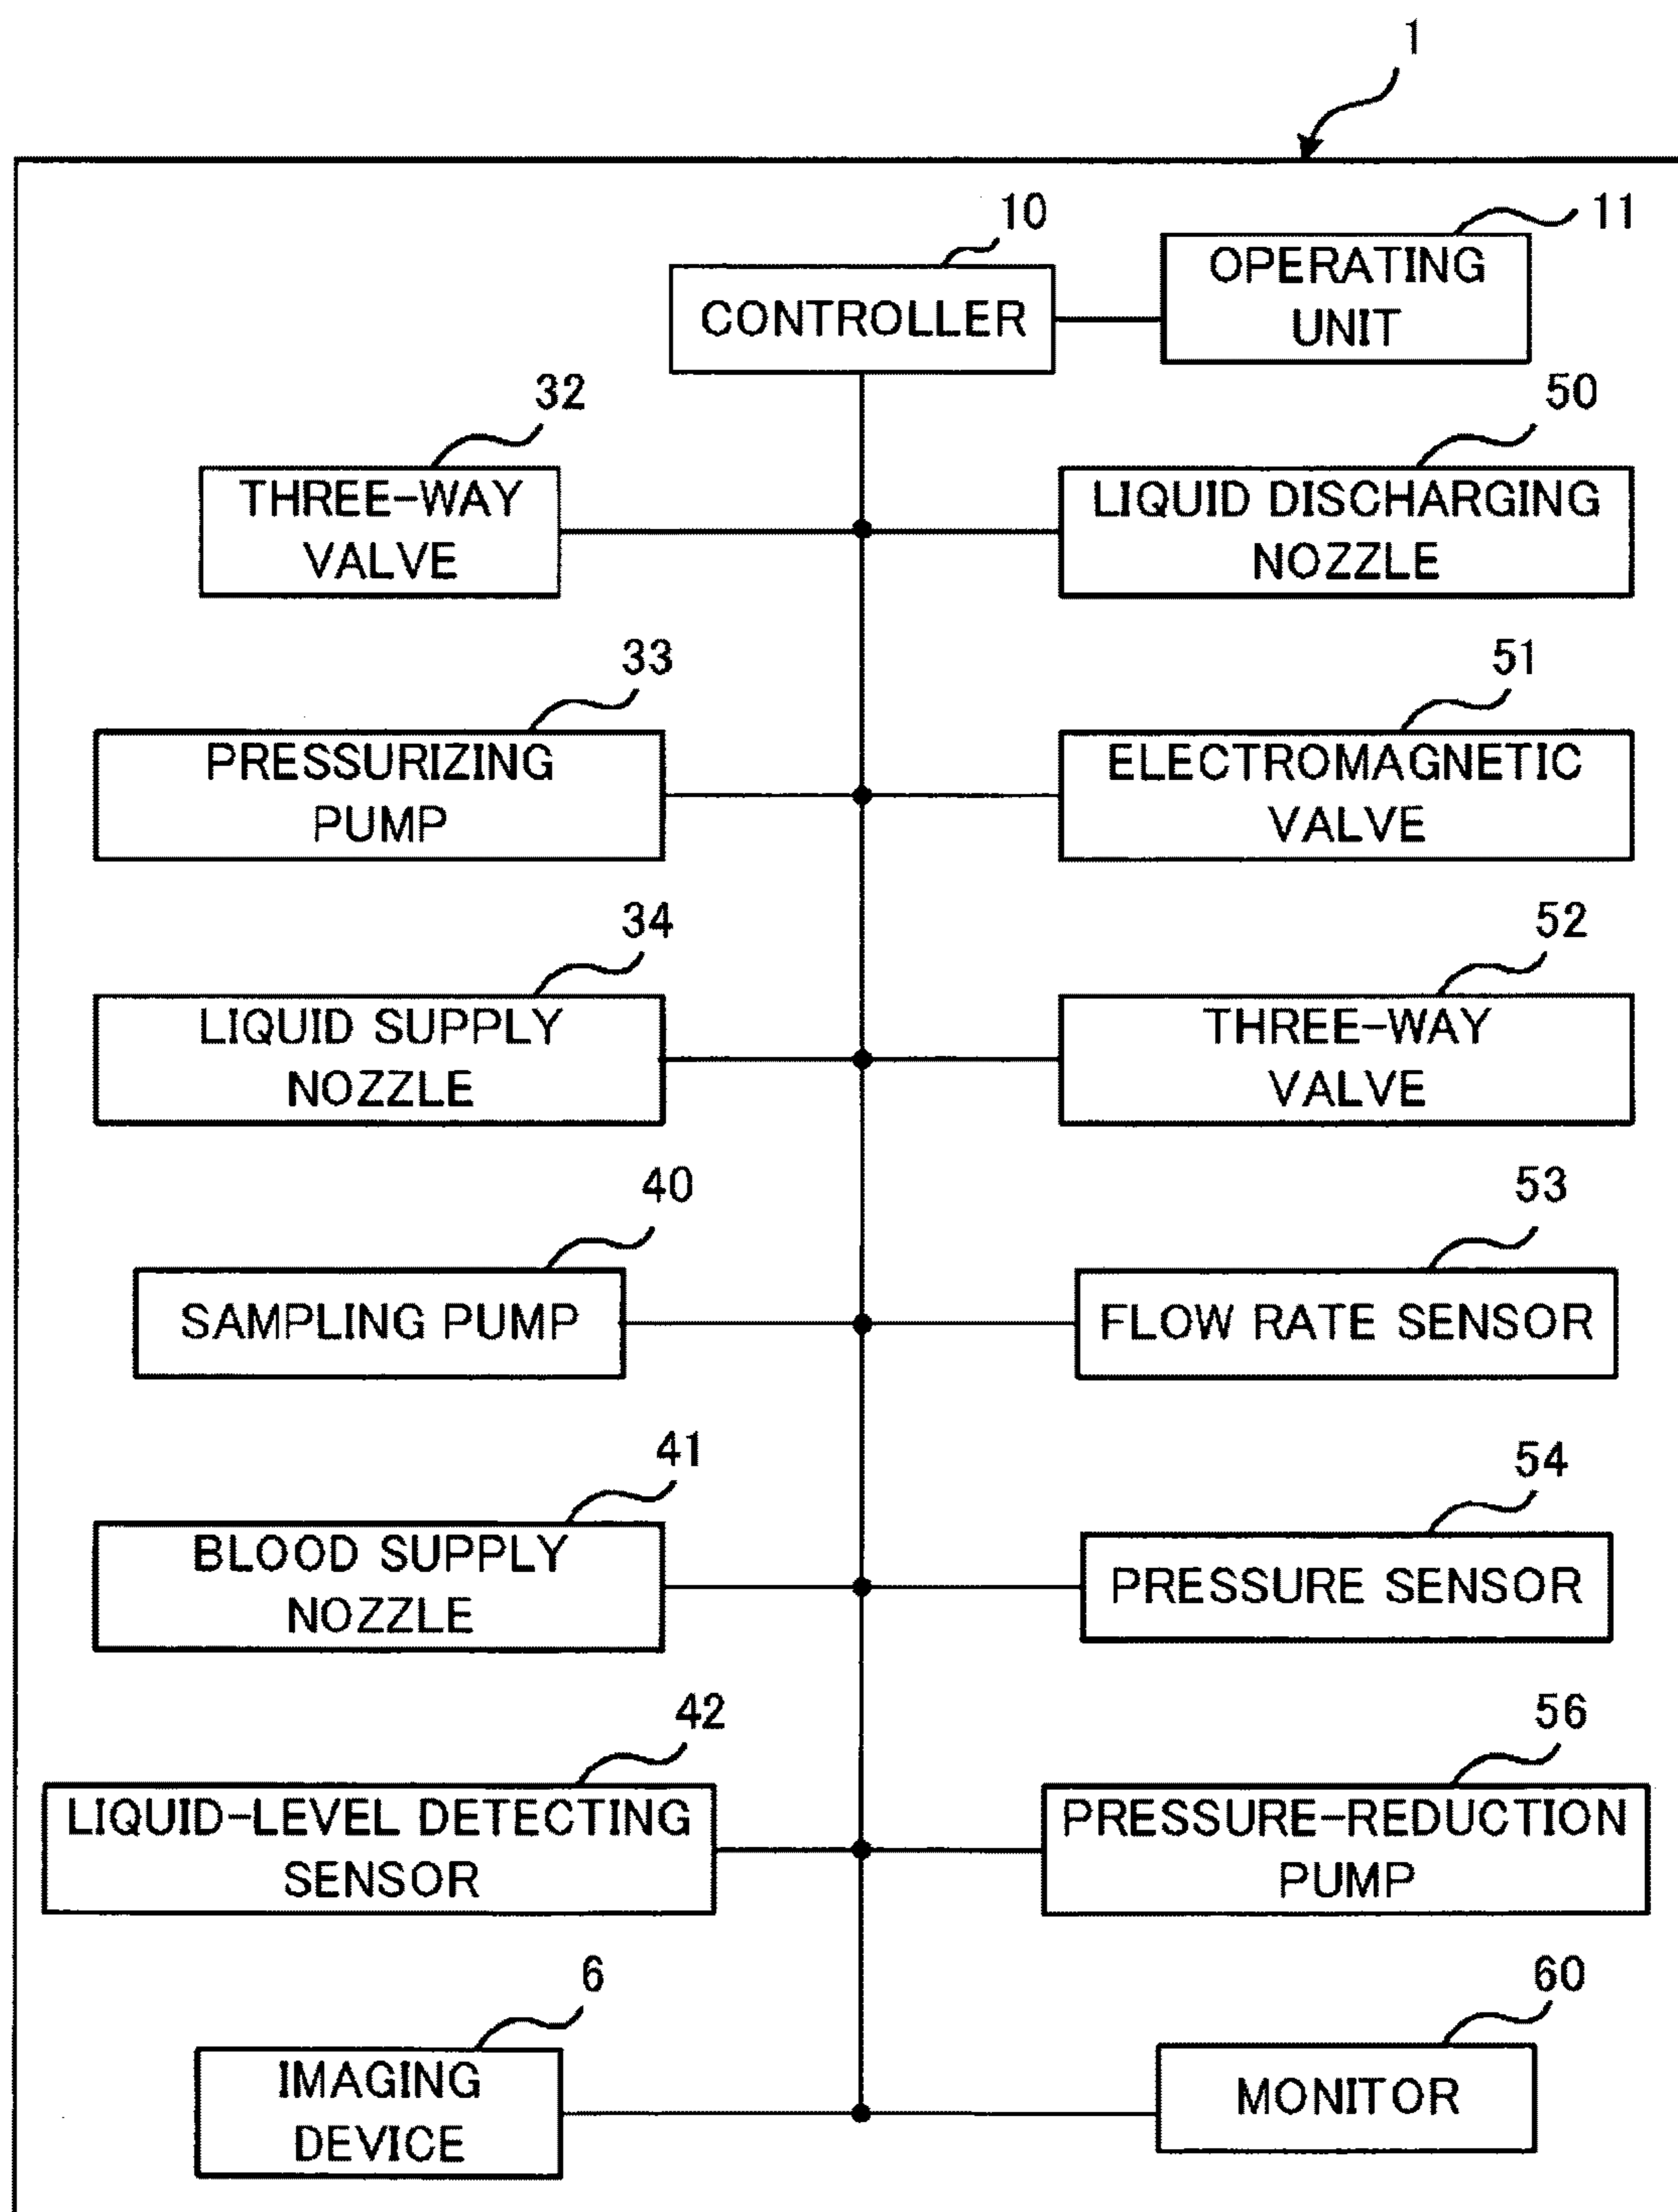 1
10
11
CONTROLLER
OPERATING
UNIT
32
50
THREE-WAY
VALVE
LIQUID DISCHARGING
NOZZLE
33
51
PRESSURIZING
PUMP
ELECTROMAGNETIC
VALVE
34
52
LIQUID SUPPLY
NOZZLE
THREE-WAY
VALVE
40
53
SAMPLING PUMP
FLOW RATE SENSOR
41
54
BLOOD SUPPLY
NOZZLE
PRESSURE SENSOR
42
56
LIQUID-LEVEL DETECTING
SENSOR
PRESSURE-REDUCTION
PUMP
6
60
IMAGING
DEVICE
MONITOR